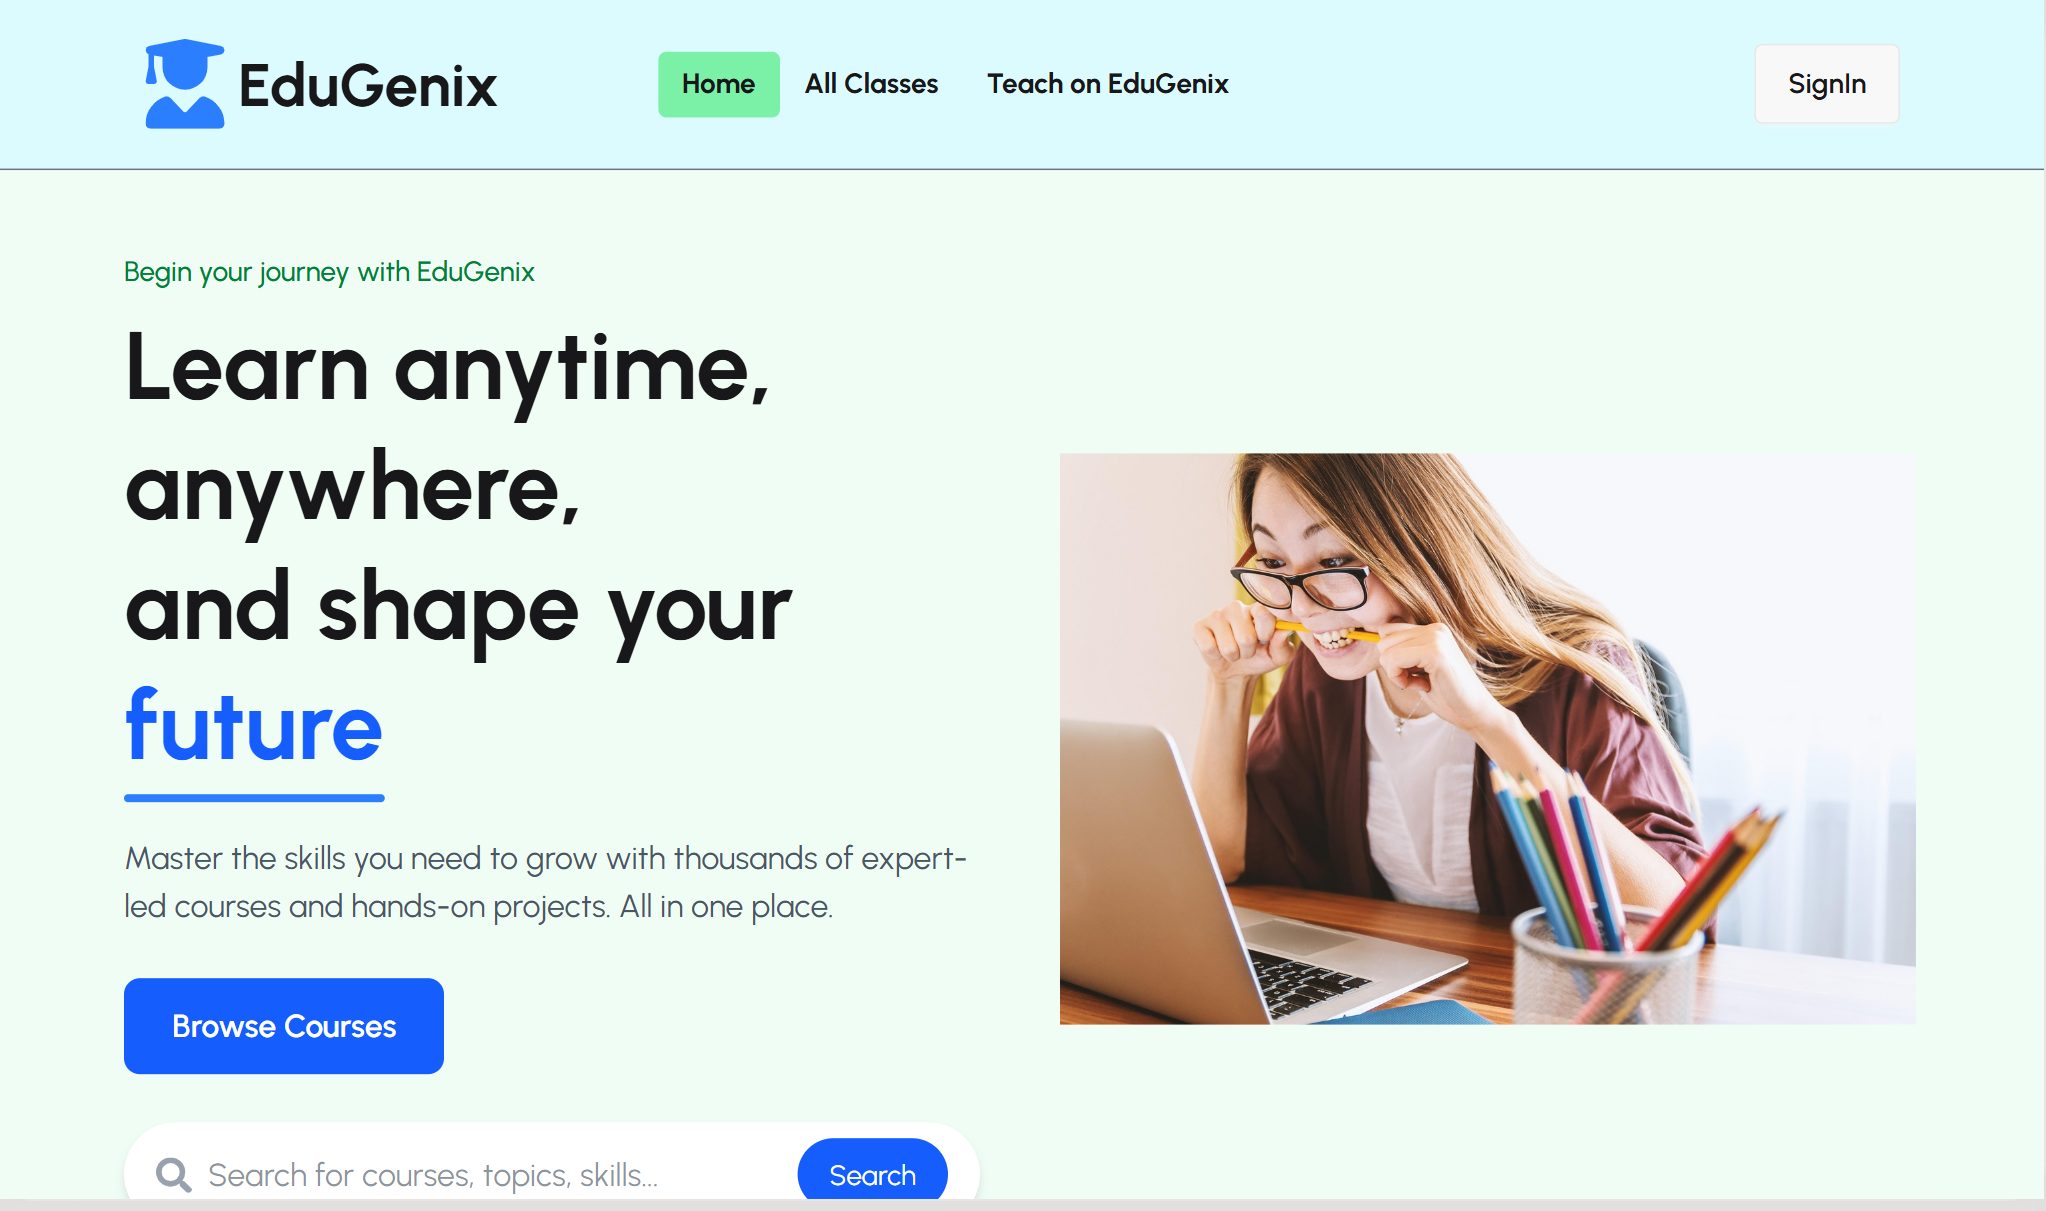 EduGenix
Home
All Classes
Teach on EduGenix
SignIn
Begin your journey with EduGenix
Learn anytime,
anywhere,
and shape your
future
Master the skills you need to grow with thousands of expert-
led courses and hands-on projects. All in one place.
Browse Courses
Search for courses, topics, skills...
Search